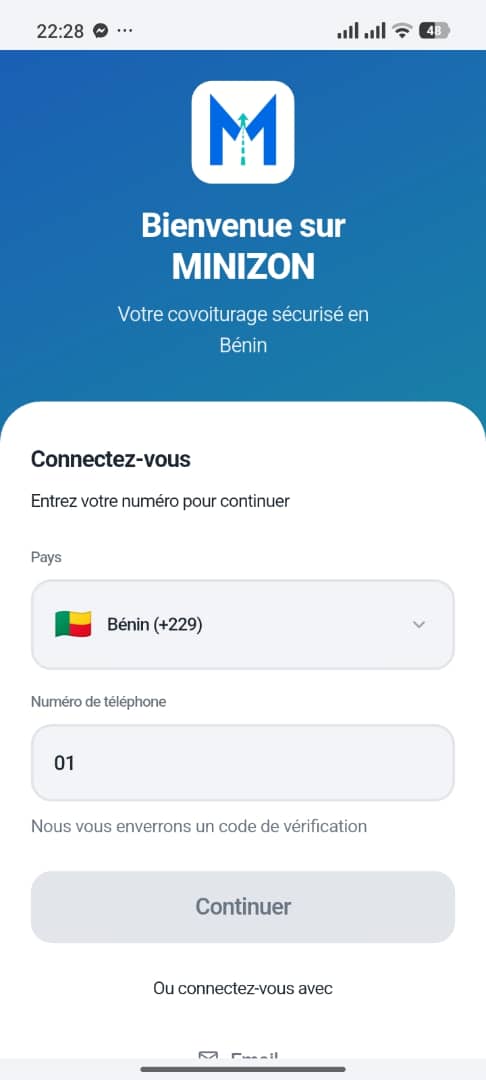 22:28
48
Bienvenue sur
MINIZON
Votre covoiturage sécurisé en
Bénin
Connectez-vous
Entrez votre numéro pour continuer
Pays
Bénin (+229)
Numéro de téléphone
01
Nous vous enverrons un code de vérification
Continuer
Ou connectez-vous avec
Email